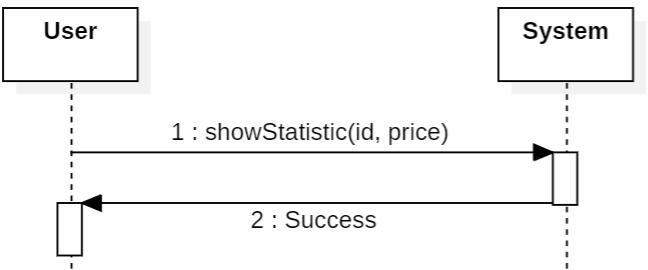 User
System
1 : showStatistic(id, price)
2 : Success